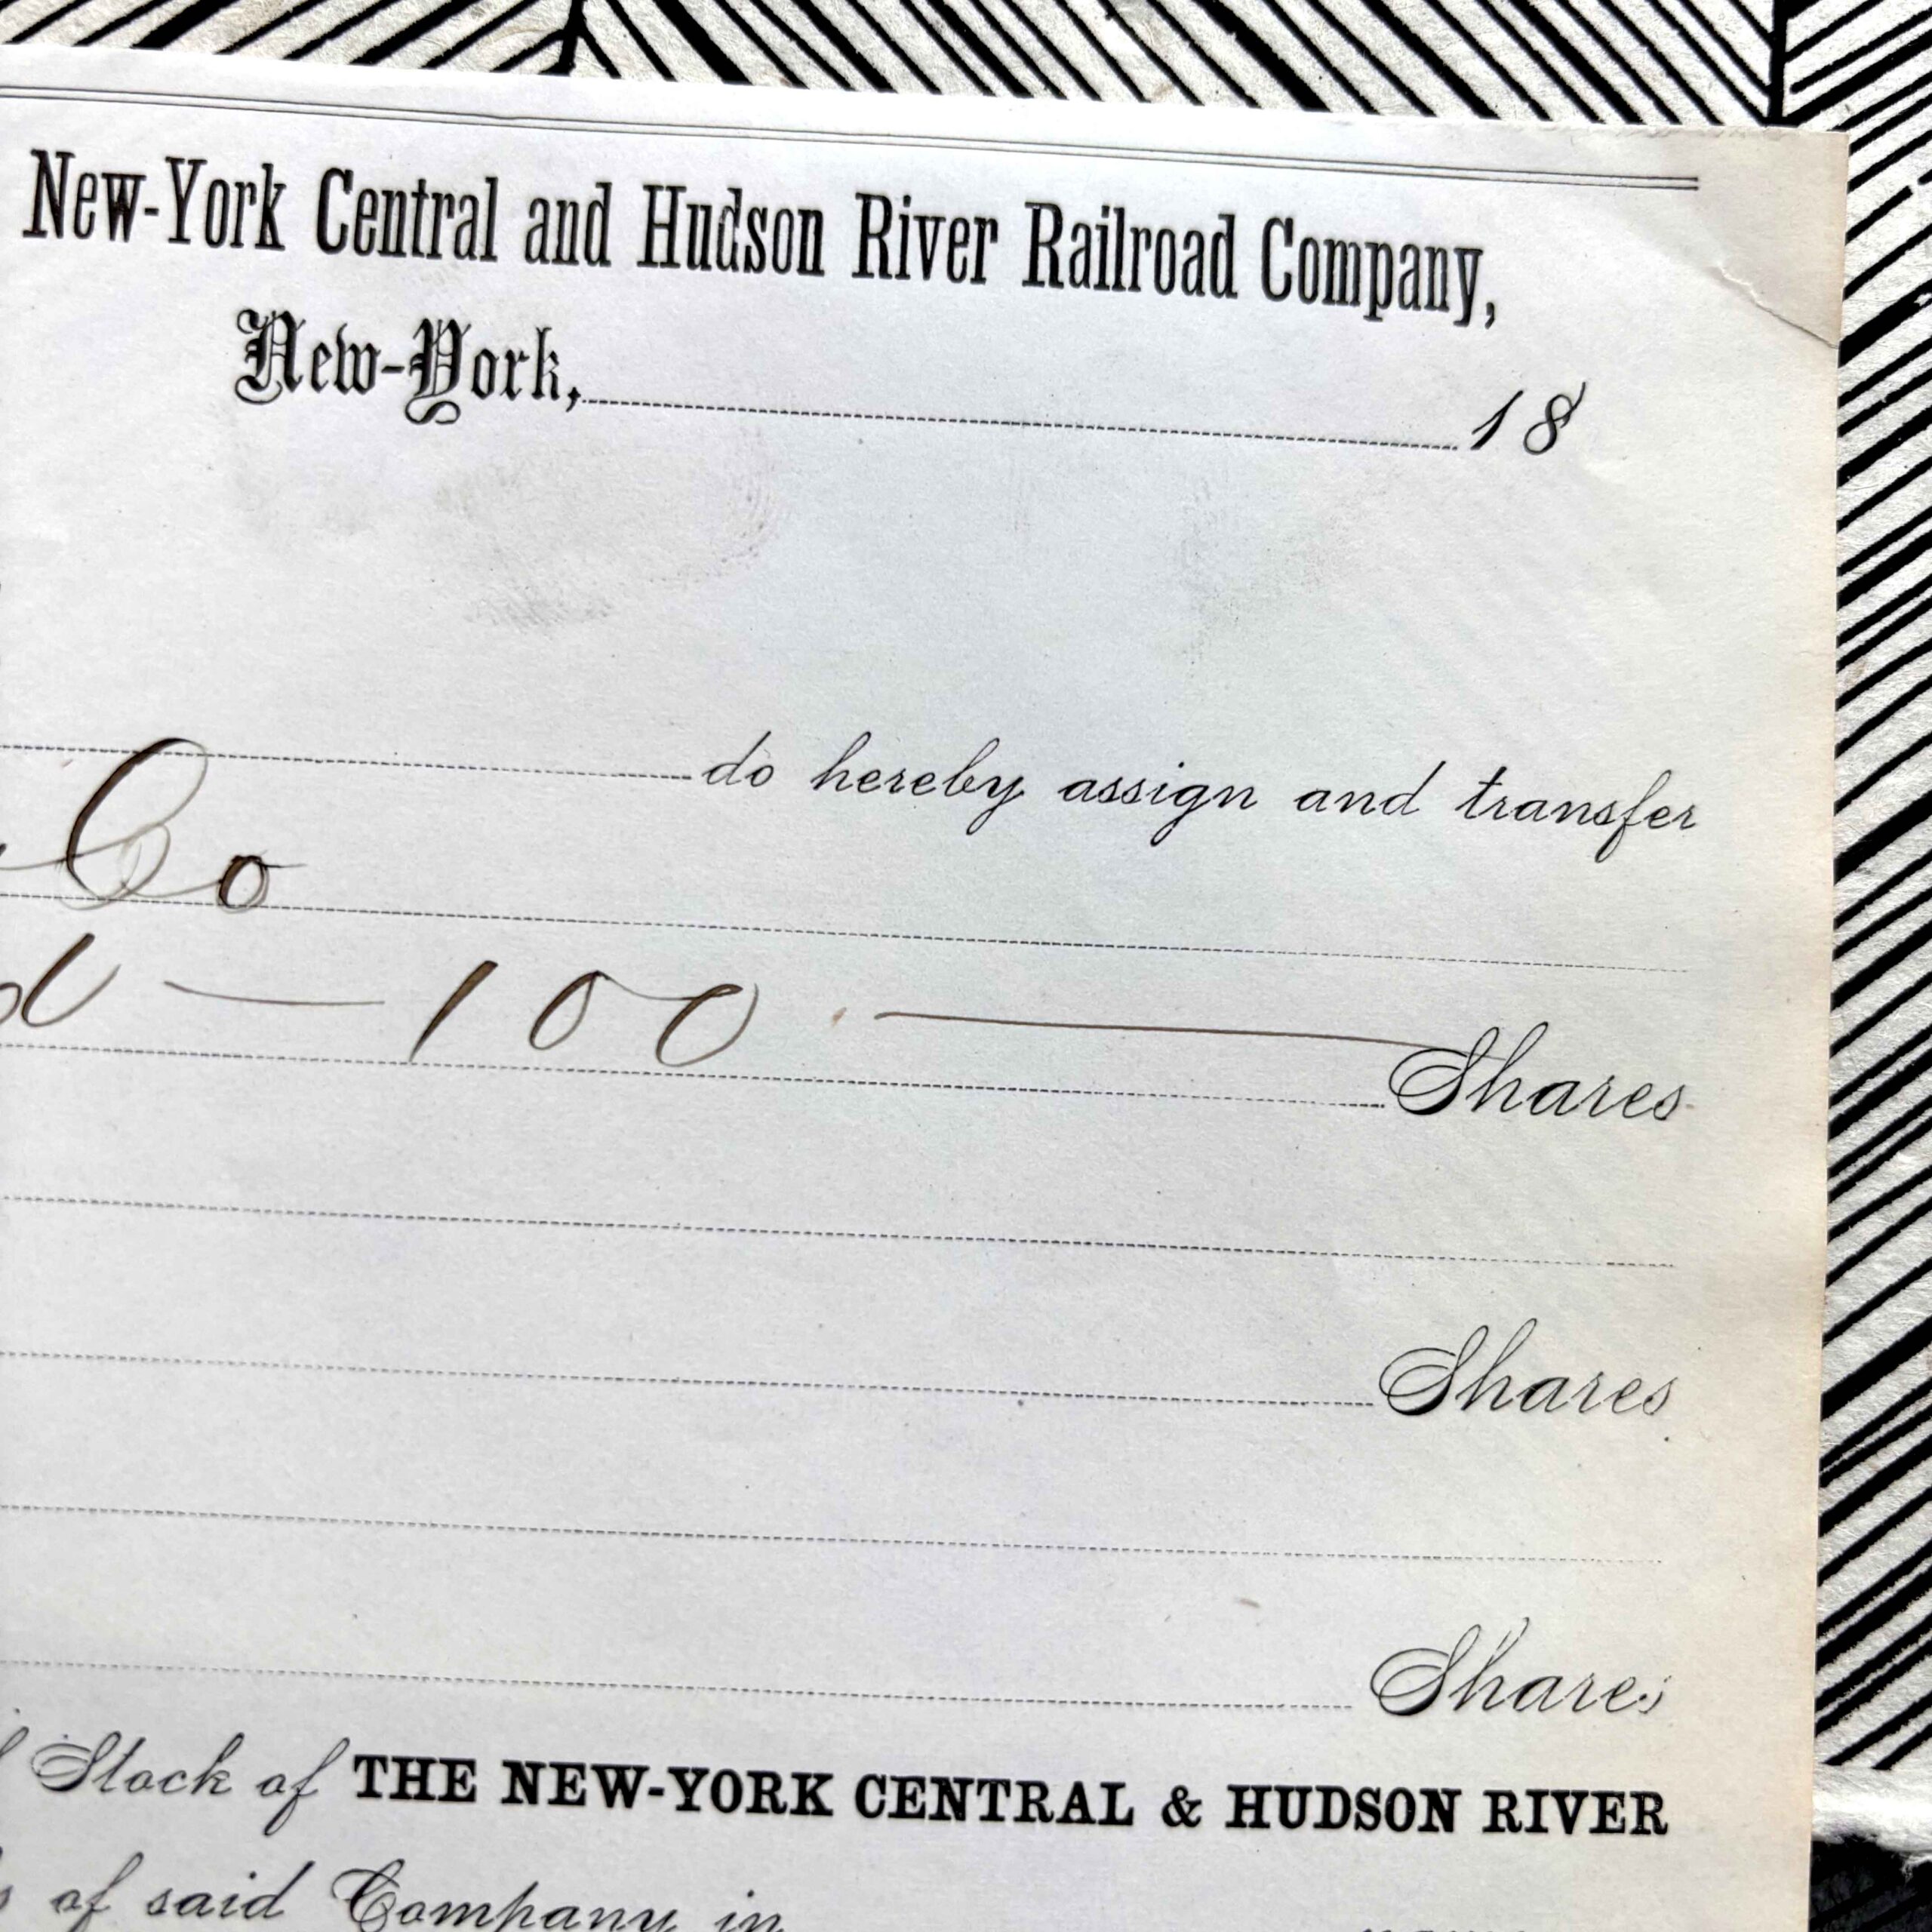 New-York Central and Hudson River Railroad Company,
New-York, 18
do hereby assign and transfer
Co
— 100 — Shares
Shares
Shares
Stock of THE NEW-YORK CENTRAL & HUDSON RIVER
of said Company in